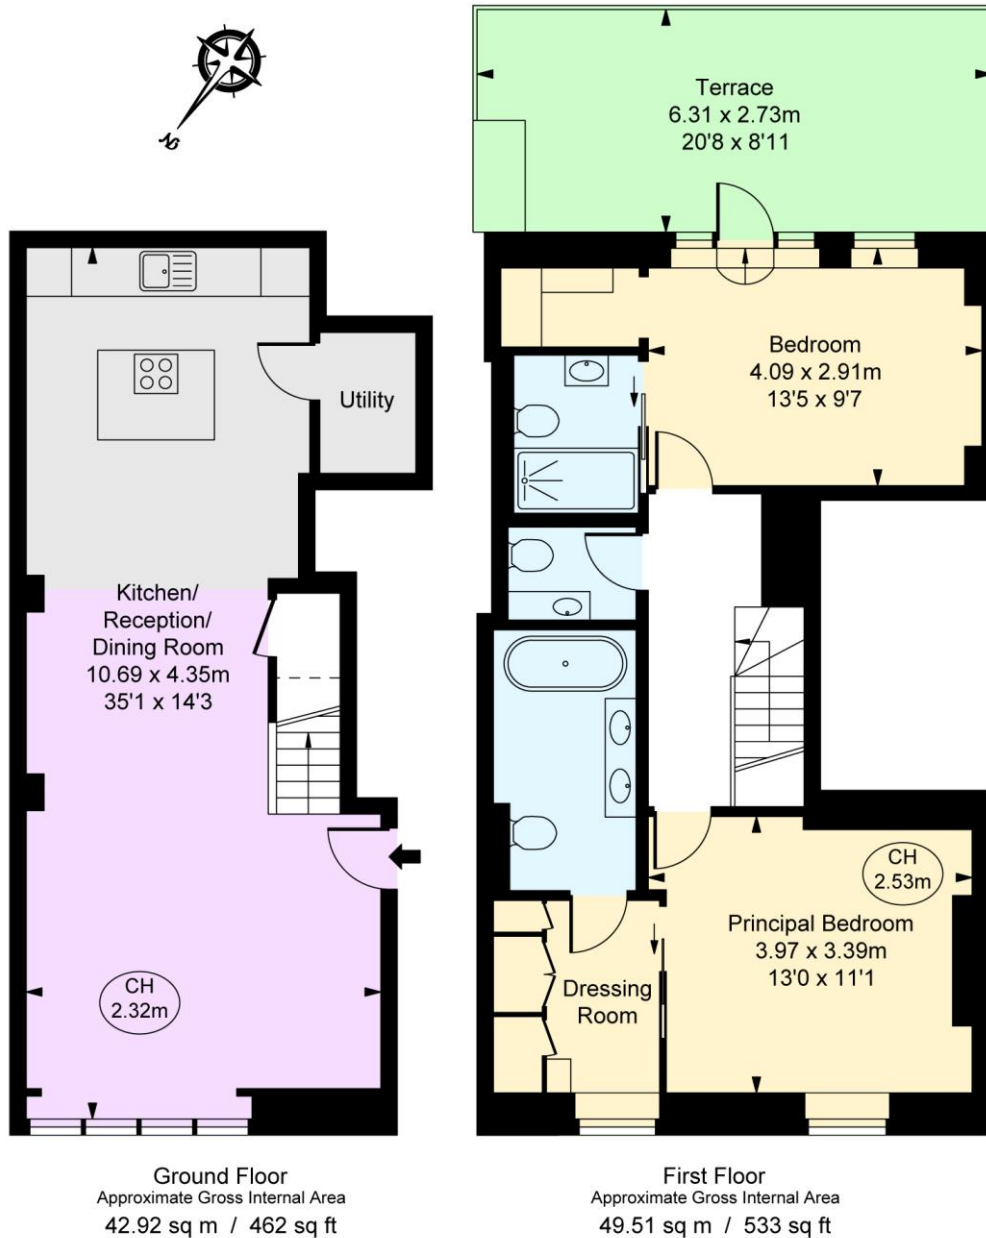 N
Terrace
6.31 x 2.73m
20'8 x 8'11
Utility
Kitchen/
Reception/
Dining Room
10.69 x 4.35m
35'1 x 14'3
CH
2.32m
Bedroom
4.09 x 2.91m
13'5 x 9'7
CH
2.53m
Principal Bedroom
3.97 x 3.39m
13'0 x 11'1
Dressing
Room
Ground Floor
Approximate Gross Internal Area
42.92 sq m / 462 sq ft
First Floor
Approximate Gross Internal Area
49.51 sq m / 533 sq ft